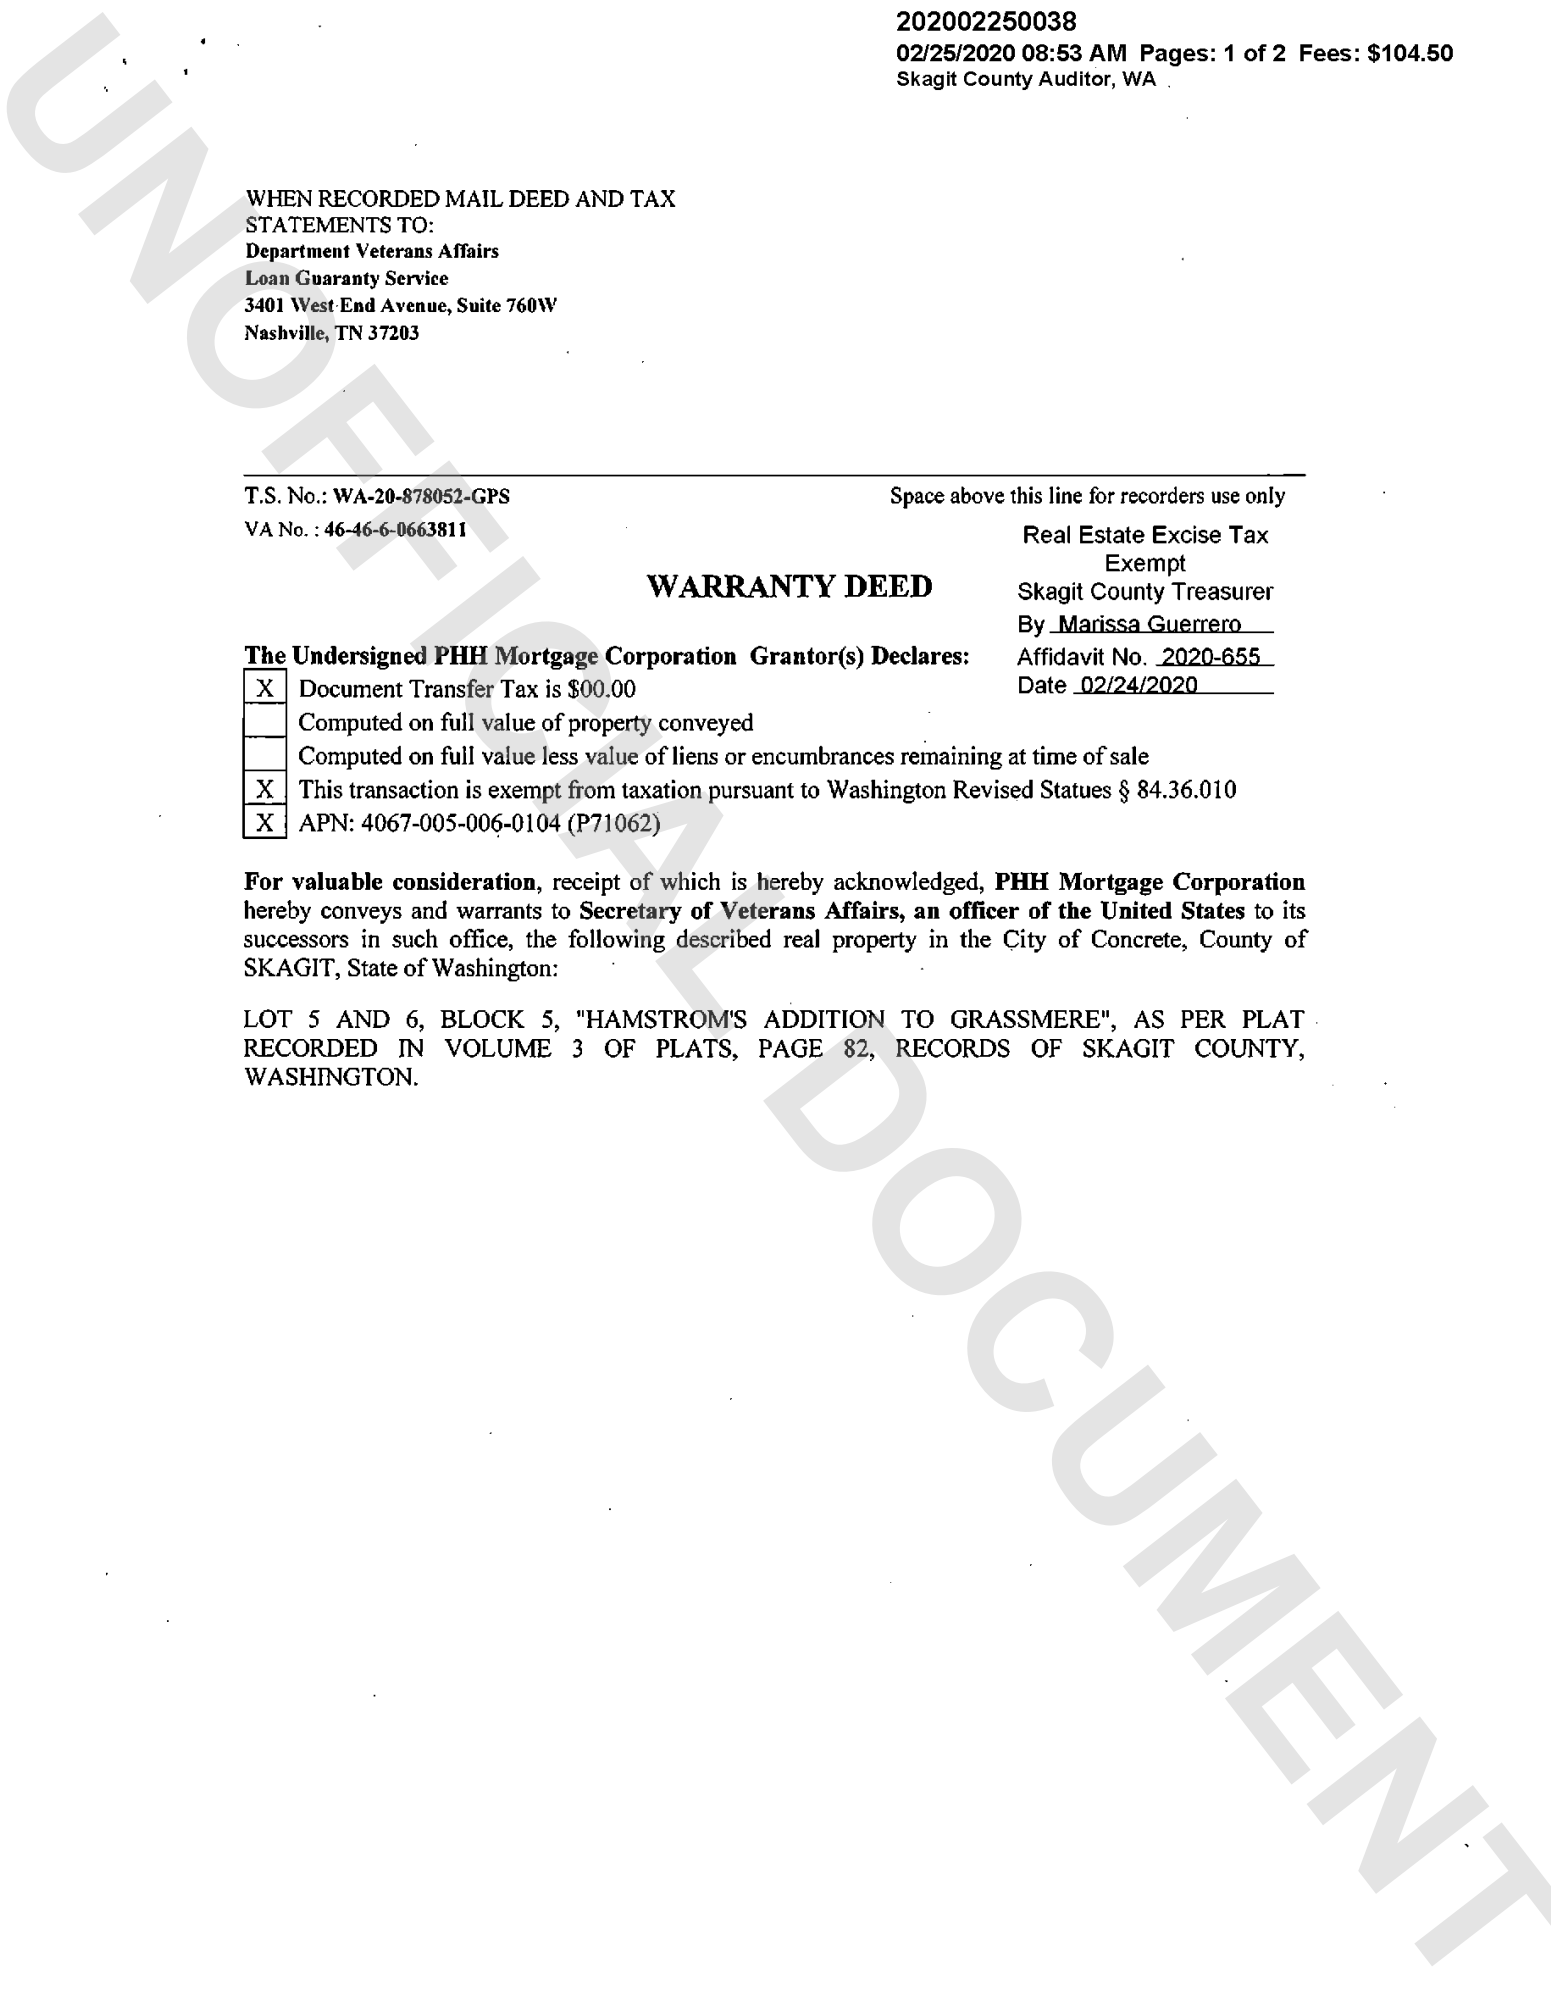 202002250038
02/25/2020 08:53 AM Pages: 1 of 2 Fees: $104.50
Skagit County Auditor, WA
WHEN RECORDED MAIL DEED AND TAX
STATEMENTS TO:
Department Veterans Affairs
Loan Guaranty Service
3401 West End Avenue, Suite 760W
Nashville, TN 37203
T.S. No.: WA-20-878052-GPS
Space above this line for recorders use only
VA No. : 46-46-6-0663811
Real Estate Excise Tax
Exempt
Skagit County Treasurer
By Marissa Guerrero
Affidavit No. 2020-655
Date 02/24/2020
WARRANTY DEED
The Undersigned PHH Mortgage Corporation Grantor(s) Declares:
X Document Transfer Tax is $00.00
Computed on full value of property conveyed
Computed on full value less value of liens or encumbrances remaining at time of sale
X This transaction is exempt from taxation pursuant to Washington Revised Statues § 84.36.010
X APN: 4067-005-006-0104 (P71062)
For valuable consideration, receipt of which is hereby acknowledged, PHH Mortgage Corporation
hereby conveys and warrants to Secretary of Veterans Affairs, an officer of the United States to its
successors in such office, the following described real property in the City of Concrete, County of
SKAGIT, State of Washington:
LOT 5 AND 6, BLOCK 5, "HAMSTROM'S ADDITION TO GRASSMERE", AS PER PLAT
RECORDED IN VOLUME 3 OF PLATS, PAGE 82, RECORDS OF SKAGIT COUNTY,
WASHINGTON.
UNOFFICIAL DOCUMENT